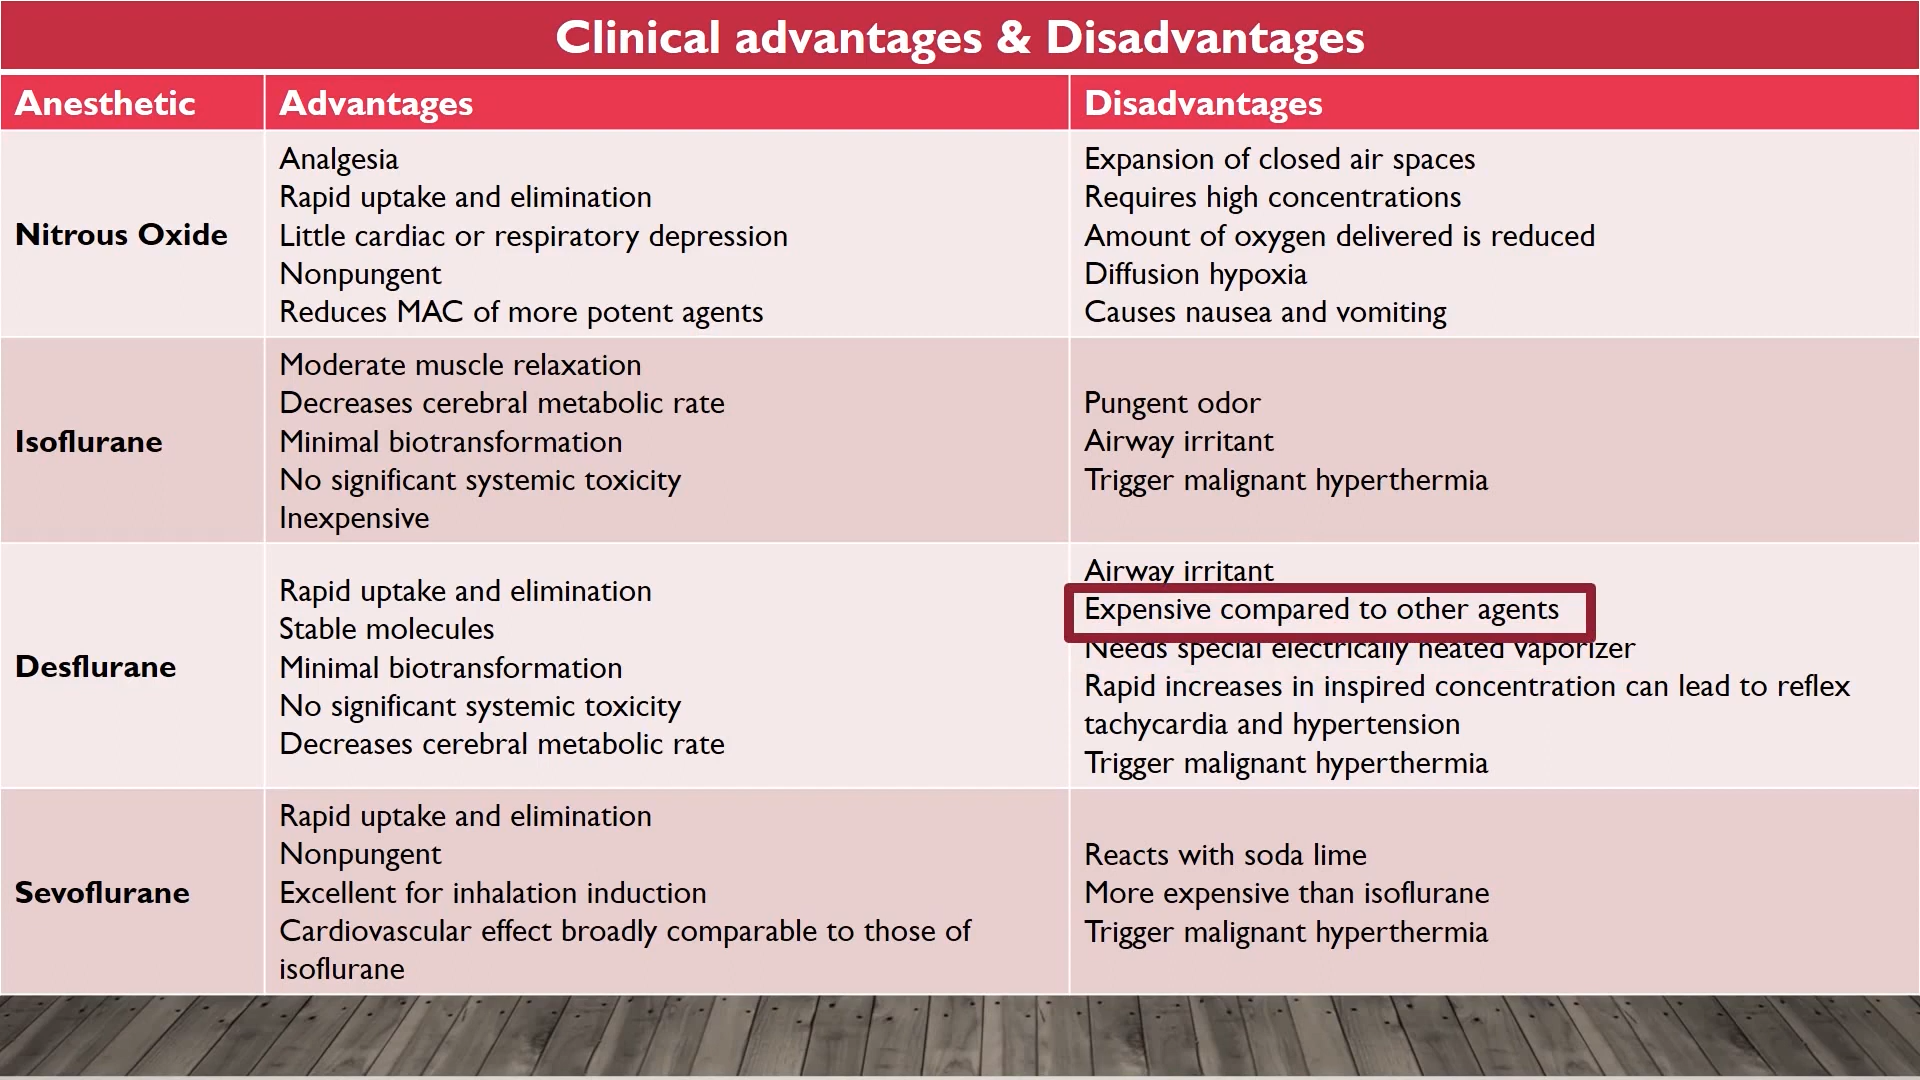 Clinical advantages & Disadvantages
Anesthetic
Advantages
Disadvantages
Nitrous Oxide
Analgesia
Rapid uptake and elimination
Little cardiac or respiratory depression
Nonpungent
Reduces MAC of more potent agents
Expansion of closed air spaces
Requires high concentrations
Amount of oxygen delivered is reduced
Diffusion hypoxia
Causes nausea and vomiting
Isoflurane
Moderate muscle relaxation
Decreases cerebral metabolic rate
Minimal biotransformation
No significant systemic toxicity
Inexpensive
Pungent odor
Airway irritant
Trigger malignant hyperthermia
Desflurane
Rapid uptake and elimination
Stable molecules
Minimal biotransformation
No significant systemic toxicity
Decreases cerebral metabolic rate
Airway irritant
Expensive compared to other agents
Needs special electrically heated vaporizer
Rapid increases in inspired concentration can lead to reflex
tachycardia and hypertension
Trigger malignant hyperthermia
Sevoflurane
Rapid uptake and elimination
Nonpungent
Excellent for inhalation induction
Cardiovascular effect broadly comparable to those of
isoflurane
Reacts with soda lime
More expensive than isoflurane
Trigger malignant hyperthermia